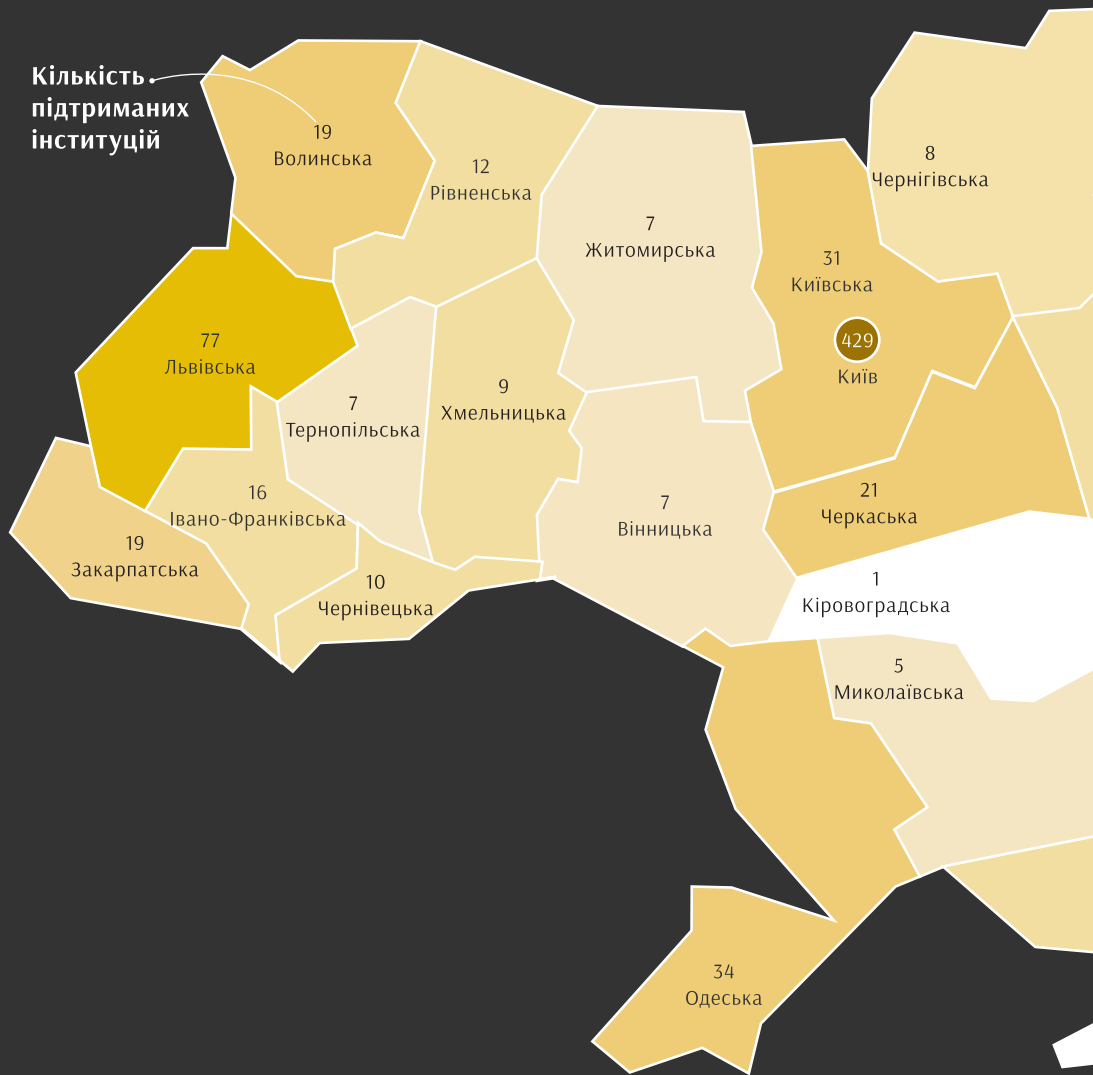 Кількість
підтриманих
інституцій
19
Волинська
12
Рівненська
8
Чернігівська
7
Житомирська
31
Київська
429
Київ
77
Львівська
7
Тернопільська
9
Хмельницька
16
Івано-Франківська
19
Закарпатська
10
Чернівецька
7
Вінницька
21
Черкаська
1
Кіровоградська
5
Миколаївська
34
Одеська